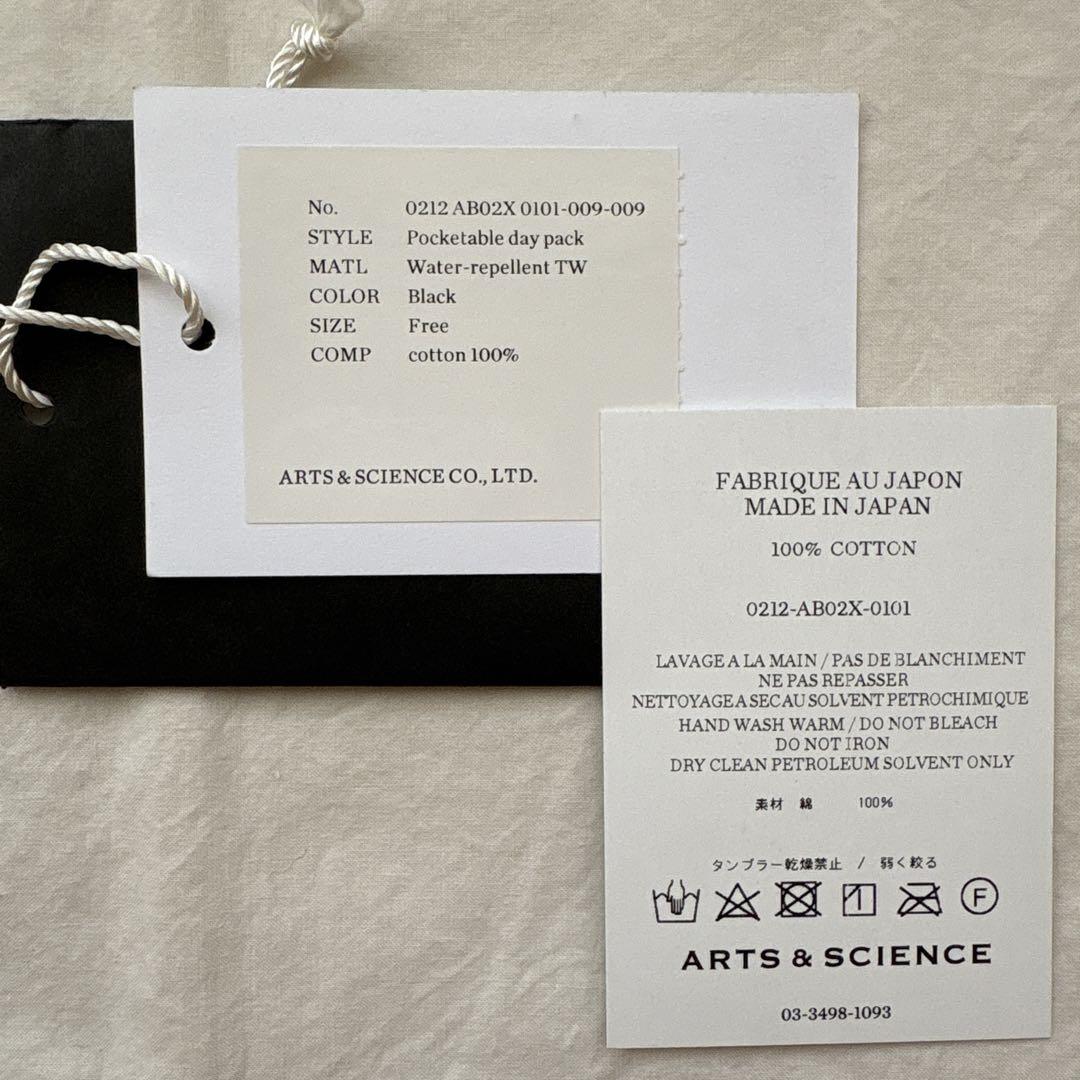 No. 0212 AB02X 0101-009-009
STYLE Pocketable day pack
MATL Water-repellent TW
COLOR Black
SIZE Free
COMP cotton 100%
ARTS & SCIENCE CO., LTD.
FABRIQUE AU JAPON
MADE IN JAPAN
100% COTTON
0212-AB02X-0101
LAVAGE A LA MAIN / PAS DE BLANCHIMENT
NE PAS REPASSER
NETTOYAGE A SEC AU SOLVENT PETROCHIMIQUE
HAND WASH WARM / DO NOT BLEACH
DO NOT IRON
DRY CLEAN PETROLEUM SOLVENT ONLY
素材 綿 100%
タンブラー乾燥禁止 / 弱く絞る
F
ARTS & SCIENCE
03-3498-1093